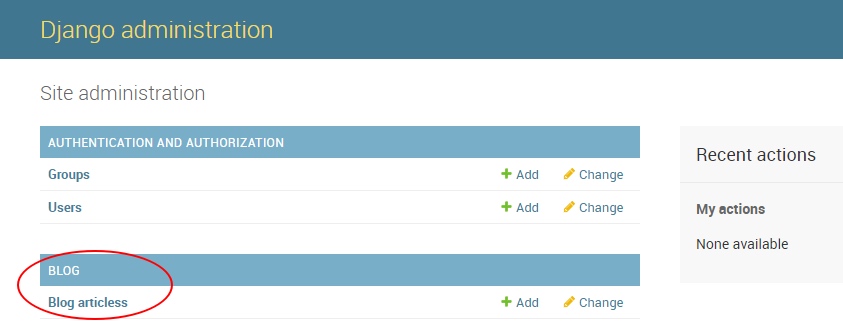 Django administration
Site administration
AUTHENTICATION AND AUTHORIZATION
Groups Add Change
Users Add Change
BLOG
Blog articless Add Change
Recent actions
My actions
None available